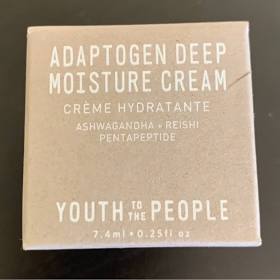 ADAPTOGEN DEEP
MOISTURE CREAM
CRÈME HYDRATANTE
ASHWAGANDHA + REISHI
PENTAPEPTIDE
YOUTH TO THE PEOPLE
7.4ml • 0.25fl oz